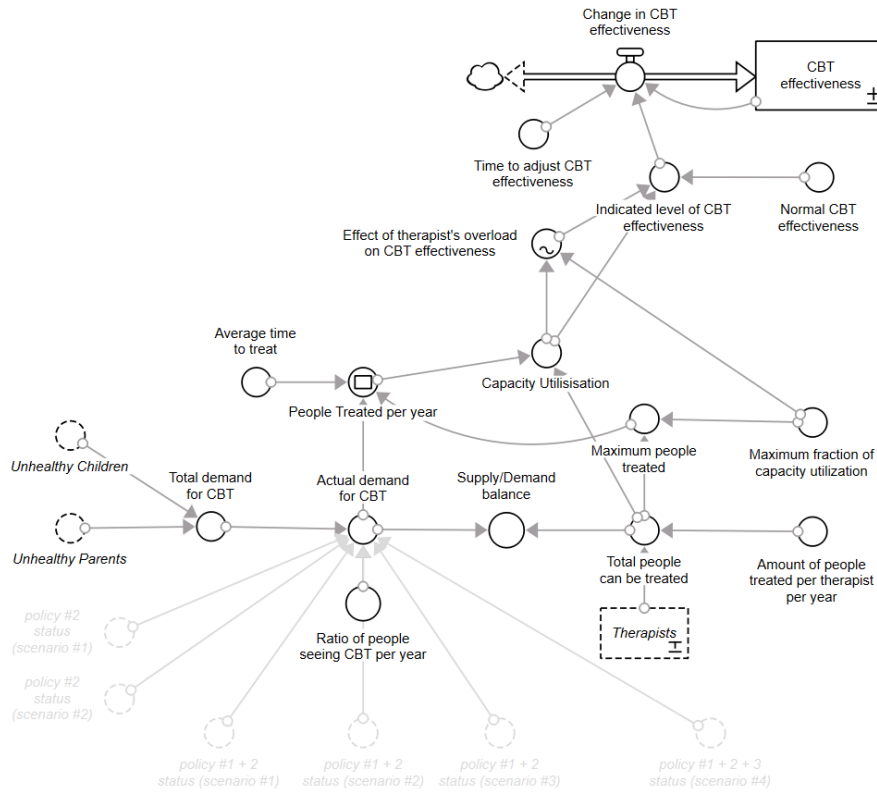 Change in CBT
effectiveness
CBT
effectiveness
Time to adjust CBT
effectiveness
Indicated level of CBT
effectiveness
Normal CBT
effectiveness
Effect of therapist's overload
on CBT effectiveness
Average time
to treat
People Treated per year
Capacity Utilisisation
Unhealthy Children
Total demand
for CBT
Actual demand
for CBT
Supply/Demand
balance
Maximum people
treated
Maximum fraction of
capacity utilization
Unhealthy Parents
Total people
can be treated
Amount of people
treated per therapist
per year
policy #2
status
(scenario #1)
Ratio of people
seeing CBT per year
Therapists
policy #2
status
(scenario #2)
policy #1 + 2
status (scenario #1)
policy #1 + 2
status (scenario #2)
policy #1 + 2
status (scenario #3)
policy #1 + 2 + 3
status (scenario #4)